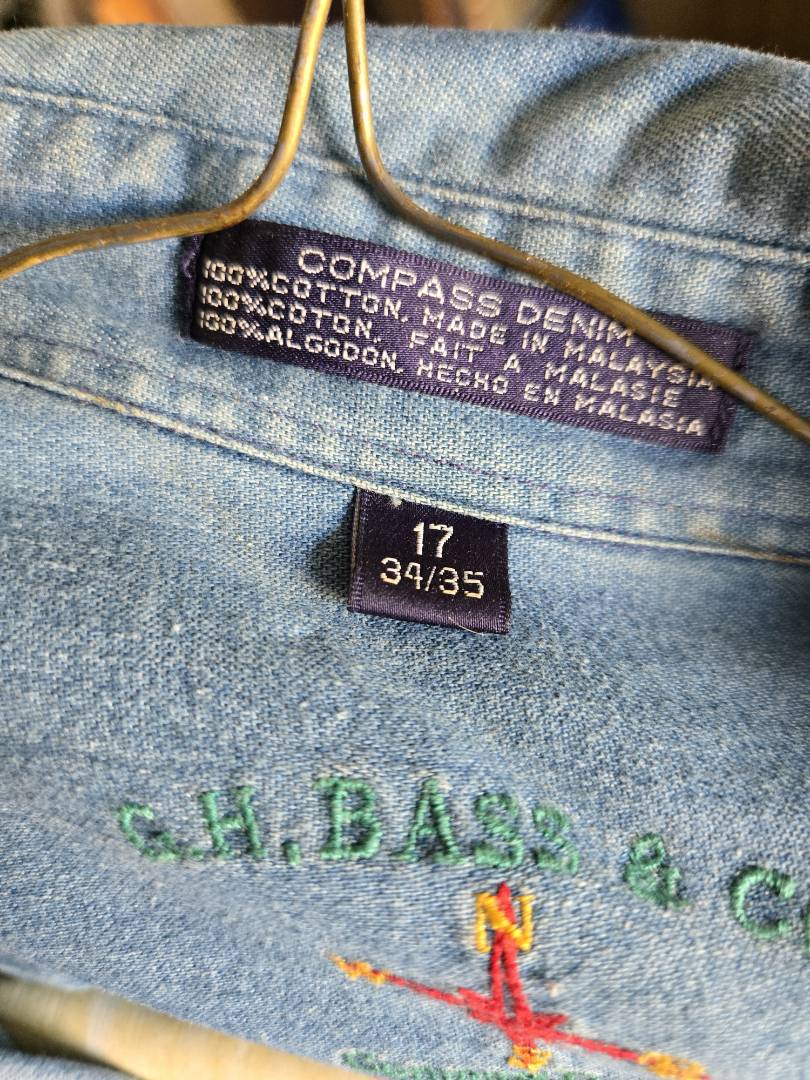 COMPASS DENIM
100%COTTON, MADE IN MALAYSIA
100%COTON, FAIT A MALASIE
100%ALGODON, HECHO EN MALASIA
17
34/35
G.H. BASS & C
N